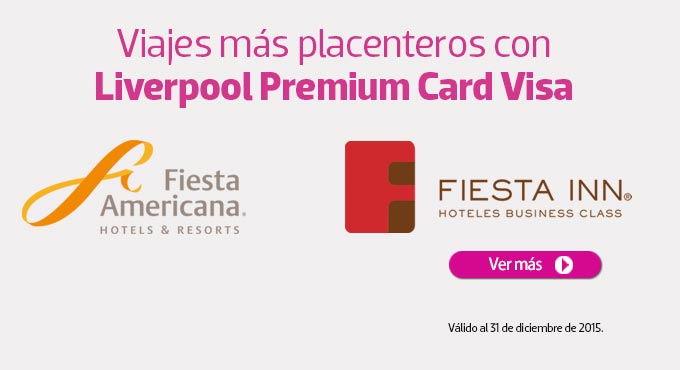 Viajes más placenteros con
Liverpool Premium Card Visa
Fiesta
Americana®
HOTELS & RESORTS
FIESTA INN®
HOTELES BUSINESS CLASS
Ver más
Válido al 31 de diciembre de 2015.